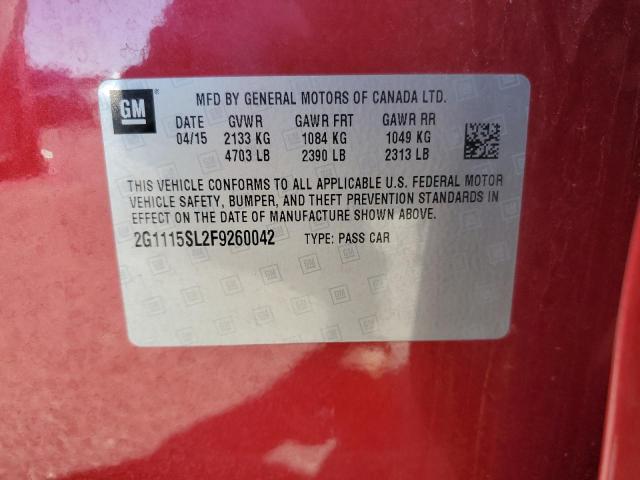 GM
MFD BY GENERAL MOTORS OF CANADA LTD.
DATE GVWR GAWR FRT GAWR RR
04/15 2133 KG 1084 KG 1049 KG
4703 LB 2390 LB 2313 LB
THIS VEHICLE CONFORMS TO ALL APPLICABLE U.S. FEDERAL MOTOR
VEHICLE SAFETY, BUMPER, AND THEFT PREVENTION STANDARDS IN
EFFECT ON THE DATE OF MANUFACTURE SHOWN ABOVE.
2G1115SL2F9260042 TYPE: PASS CAR